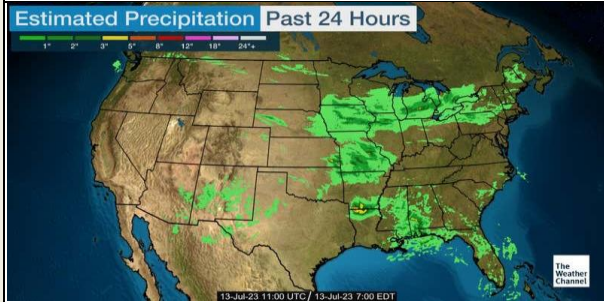 Estimated Precipitation Past 24 Hours
1" 2" 3" 5" 8" 12" 18" 24"+
The
Weather
Channel
13-Jul-23 11:00 UTC / 13-Jul-23 7:00 EDT